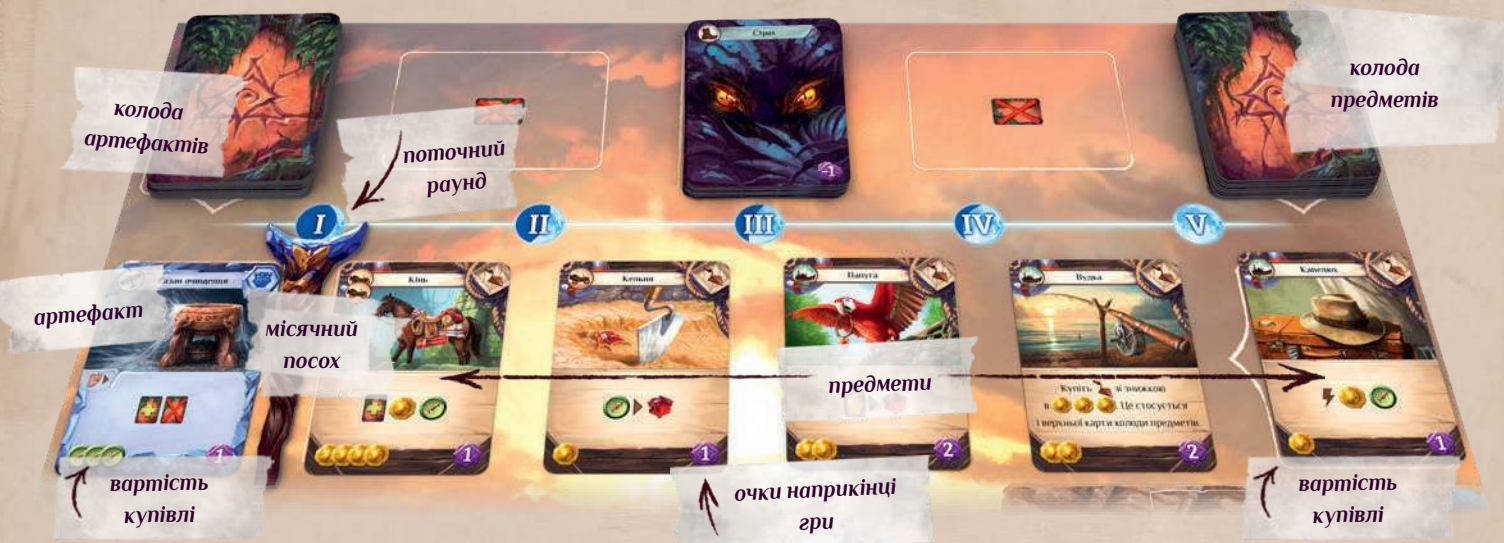 Страх
-1
колода
артефактів
колода
предметів
поточний
раунд
I II III IV V
Кінь
Кельня
Папуга
Вудка
Капелюх
артефакт
місячний
посох
предмети
Купіть зі знижкою
в Це стосується
і верхньої карти колоди предметів.
1
1
1
2
2
1
вартість
купівлі
очки наприкінці
гри
вартість
купівлі